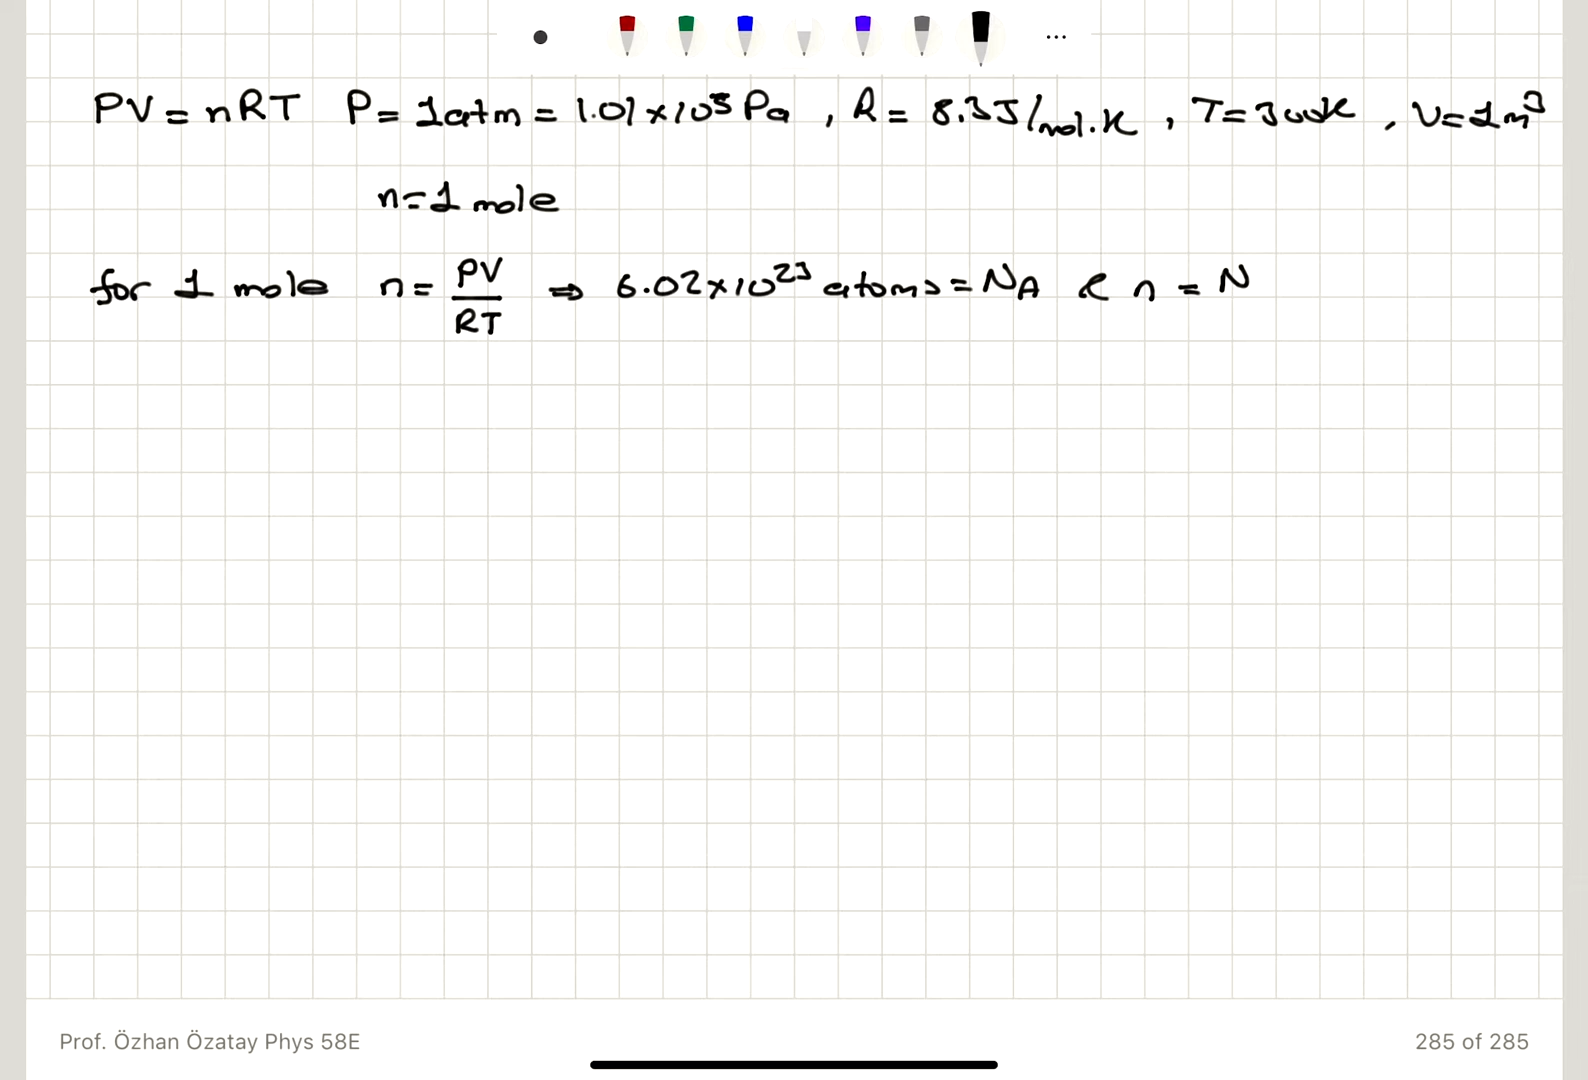 PV = nRT P = 1atm = 1.01 × 10⁵ Pa , R = 8.3 J/mol.K , T = 300K , V = 1m³
n = 1 mole
for 1 mole n = PV/RT ⇒ 6.02 × 10²³ atoms = N_A & n = N
Prof. Özhan Özatay Phys 58E
285 of 285